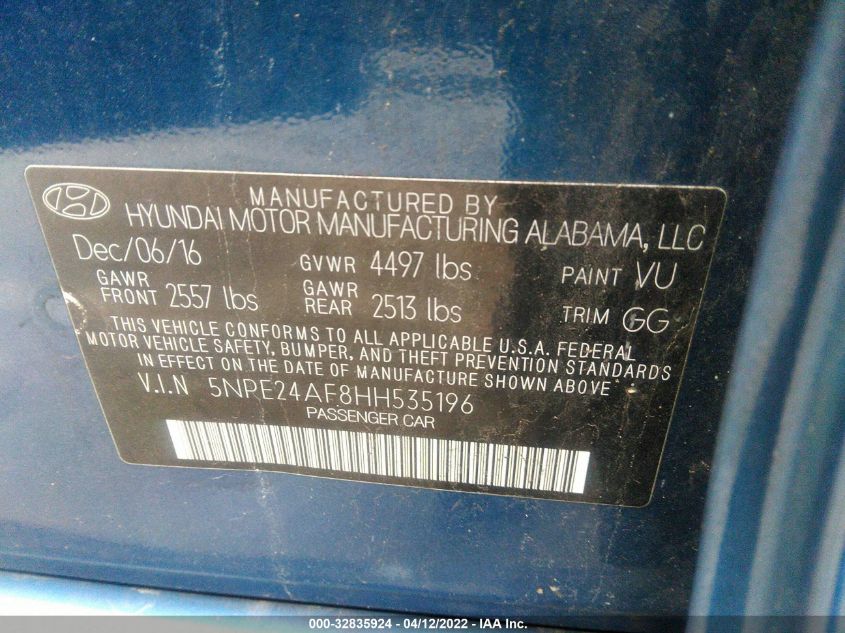 MANUFACTURED BY
HYUNDAI MOTOR MANUFACTURING ALABAMA, LLC
Dec/06/16 GVWR 4497 lbs PAINT VU
GAWR FRONT 2557 lbs GAWR REAR 2513 lbs TRIM GG
THIS VEHICLE CONFORMS TO ALL APPLICABLE U.S.A. FEDERAL
MOTOR VEHICLE SAFETY, BUMPER, AND THEFT PREVENTION STANDARDS
IN EFFECT ON THE DATE OF MANUFACTURE SHOWN ABOVE.
V.I.N 5NPE24AF8HH535196
PASSENGER CAR
000-32835924 - 04/12/2022 - IAA Inc.